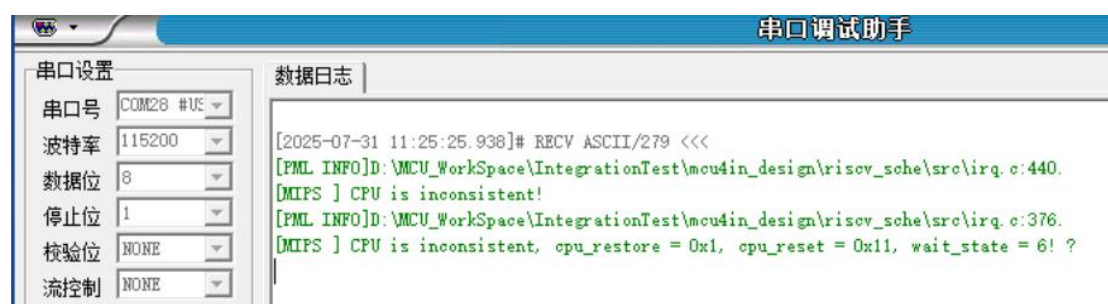 串口调试助手
串口设置
串口号 COM28 #US
波特率 115200
数据位 8
停止位 1
校验位 NONE
流控制 NONE
数据日志
[2025-07-31 11:25:25.938]# RECV ASCII/279 <<<
[PML INFO]D:\MCU_WorkSpace\IntegrationTest\mcu4in_design\riscv_sche\src\irq.c:440.
[MIPS ] CPU is inconsistent!
[PML INFO]D:\MCU_WorkSpace\IntegrationTest\mcu4in_design\riscv_sche\src\irq.c:376.
[MIPS ] CPU is inconsistent, cpu_restore = 0x1, cpu_reset = 0x11, wait_state = 6! ?